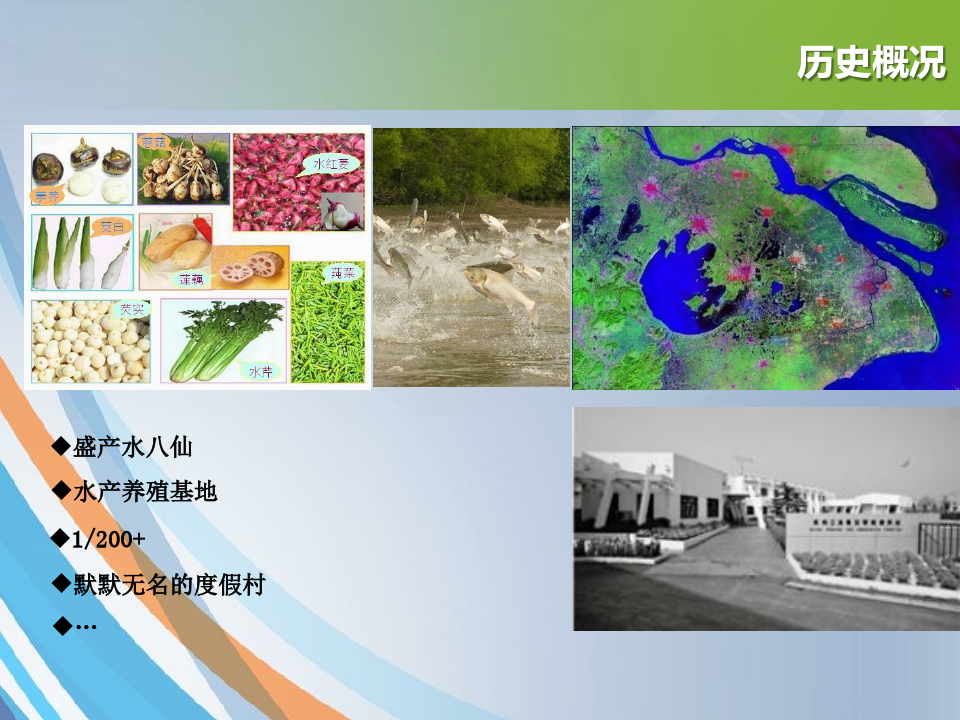 历史概况
荸荠
慈菇
水红菱
茭白
莲藕
莼菜
芡实
水芹
◆盛产水八仙
◆水产养殖基地
◆1/200+
◆默默无名的度假村
◆…